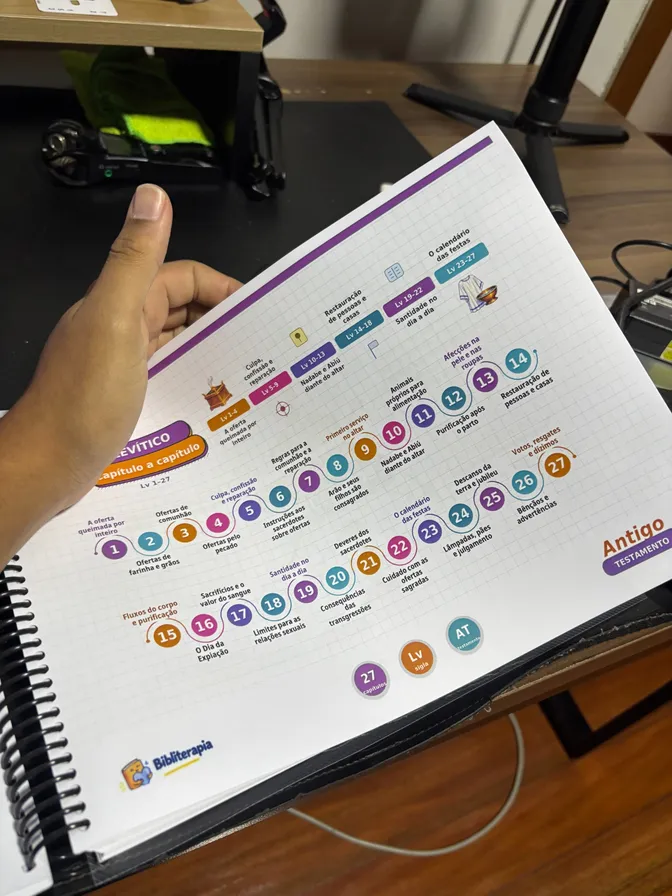 O calendário
das festas
Lv 23-27
Lv 19-22
Santidade no
dia a dia
Restauração
de pessoas e
casas
Lv 14-18
Lv 10-13
Nadabe e Abiú
diante do altar
Culpa,
confissão e
reparação
Lv 5-9
Lv 1-4
A oferta
queimada por
inteiro
EVÍTICO
capítulo a capítulo
Lv 1-27
A oferta
queimada por
inteiro
1
2
Ofertas de
farinha e grãos
Ofertas de
comunhão
3
4
Ofertas pelo
pecado
Culpa, confissão
e reparação
5
6
Instruções aos
sacerdotes
sobre ofertas
Regras para a
comunhão e a
reparação
7
8
Arão e seus
filhos são
consagrados
Primeiro serviço
no altar
9
10
Nadabe e Abiú
diante do altar
Animais
próprios para
alimentação
11
12
Purificação após
o parto
Afecções na
pele e nas
roupas
13
14
Restauração de
pessoas e casas
Fluxos do corpo
e purificação
15
16
O Dia da
Expiação
Sacrifícios e o
valor do sangue
17
18
Limites para as
relações sexuais
Santidade no
dia a dia
19
20
Consequências
das
transgressões
Deveres dos
sacerdotes
21
22
Cuidado com as
ofertas
sagradas
O calendário
das festas
23
24
Lâmpadas, pães
e julgamento
Descanso da
terra e jubileu
25
26
Bênçãos e
advertências
Votos, resgates
e dízimos
27
Antigo
TESTAMENTO
27
capítulos
Lv
sigla
AT
testamento
Bibliterapia